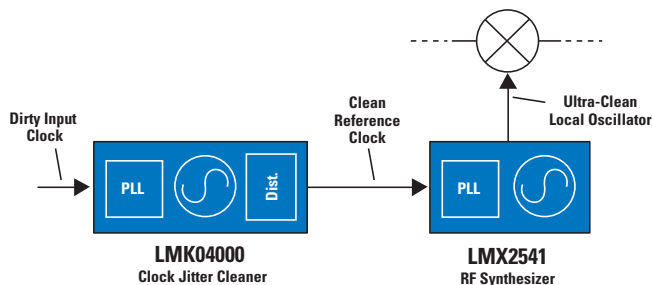 Dirty Input
Clock
PLL
Dist.
LMK04000
Clock Jitter Cleaner
Clean
Reference
Clock
Ultra-Clean
Local Oscillator
PLL
LMX2541
RF Synthesizer